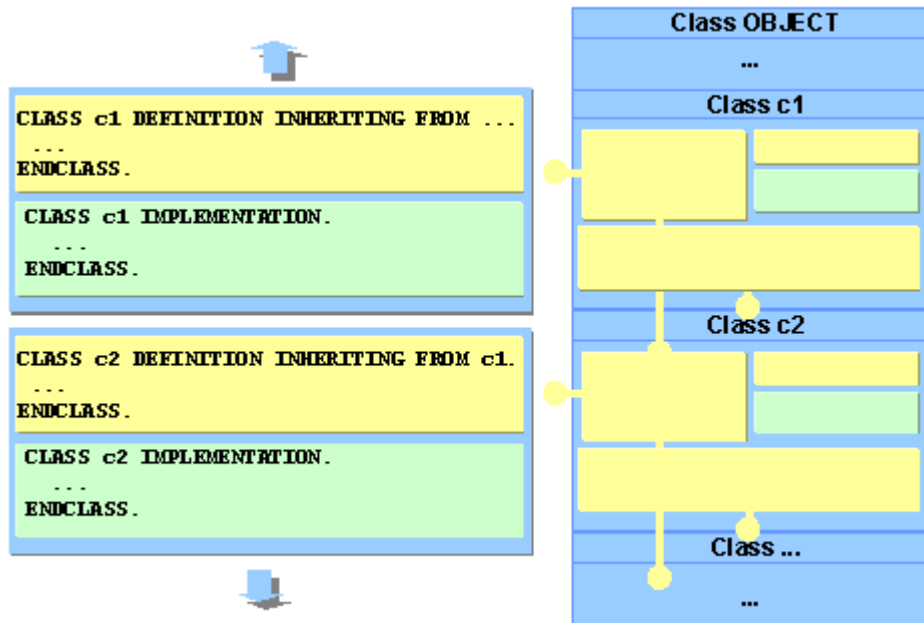 CLASS c1 DEFINITION INHERITING FROM ...
...
ENDCLASS.
CLASS c1 IMPLEMENTATION.
...
ENDCLASS.
CLASS c2 DEFINITION INHERITING FROM c1.
...
ENDCLASS.
CLASS c2 IMPLEMENTATION.
...
ENDCLASS.
Class OBJECT
...
Class c1
Class c2
Class ...
...